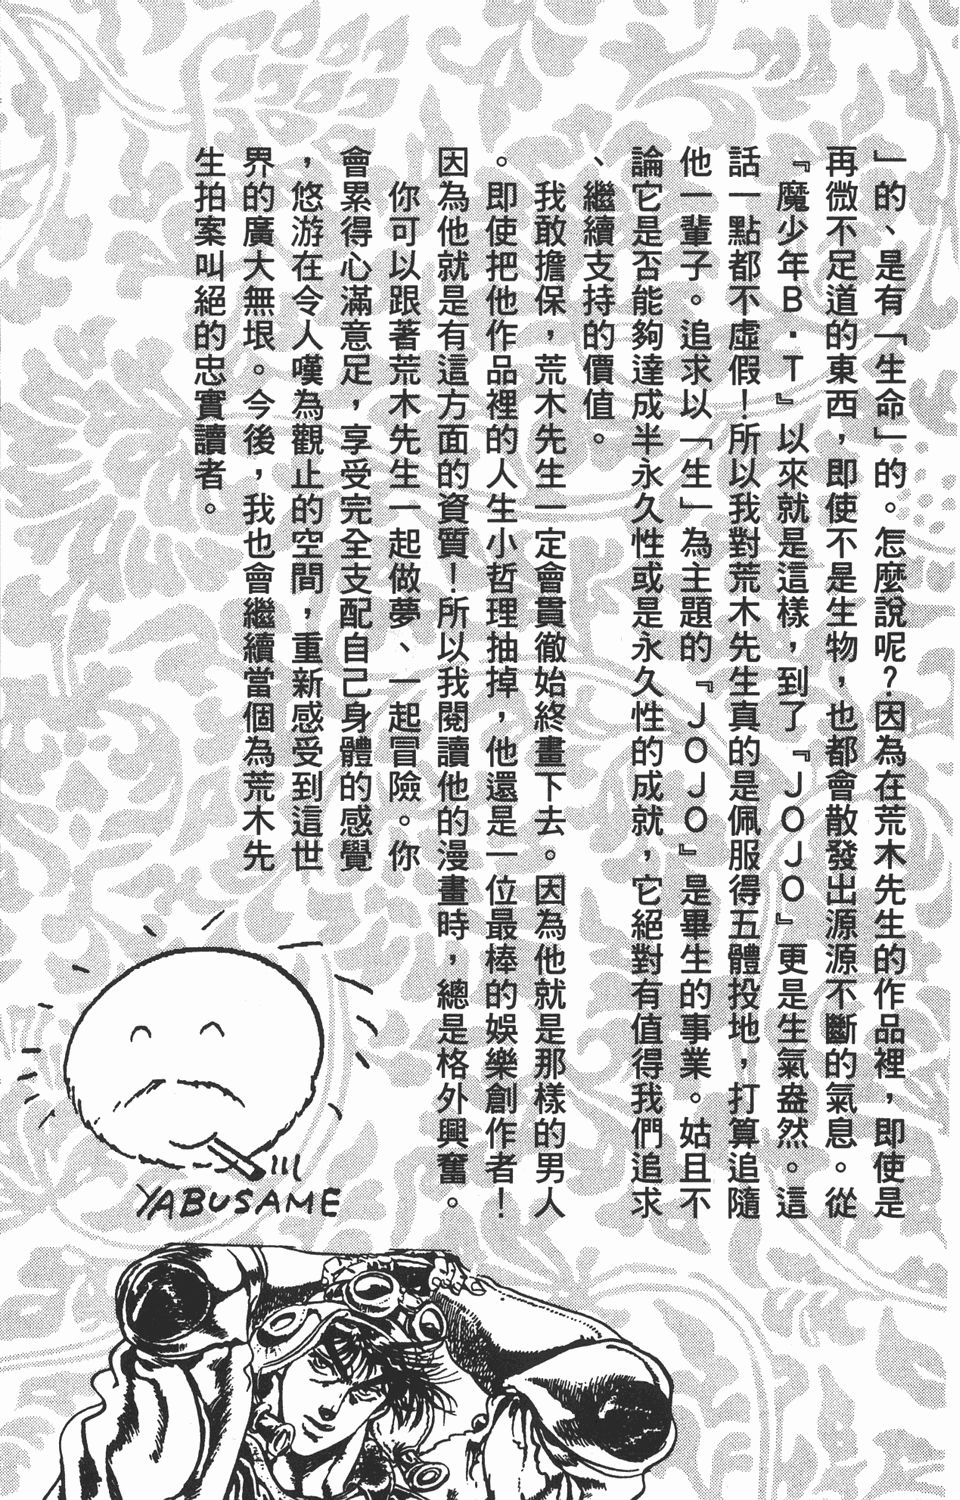 」的、是有「生命」的。怎麼說呢？因為在荒木先生的作品裡，即使是
再微不足道的東西，即使不是生物，也都會散發出源源不斷的氣息。從
『魔少年B・T』以來就是這樣，到了『JOJO』更是生氣盎然。這
話一點都不虛假！所以我對荒木先生真的是佩服得五體投地，打算追隨
他一輩子。追求以「生」為主題的『JOJO』是畢生的事業。姑且不
論它是否能夠達成半永久性或是永久性的成就，它絕對有值得我們追求
、繼續支持的價值。
我敢擔保，荒木先生一定會貫徹始終畫下去。因為他就是那樣的男人
。即使把他作品裡的人生小哲理抽掉，他還是一位最棒的娛樂創作者！
因為他就是有這方面的資質！所以我閱讀他的漫畫時，總是格外興奮。
你可以跟著荒木先生一起做夢、一起冒險。你
會累得心滿意足，享受完全支配自己身體的感覺
，悠游在令人嘆為觀止的空間，重新感受到這世
界的廣大無垠。今後，我也會繼續當個為荒木先
生拍案叫絕的忠實讀者。
YABUSAME